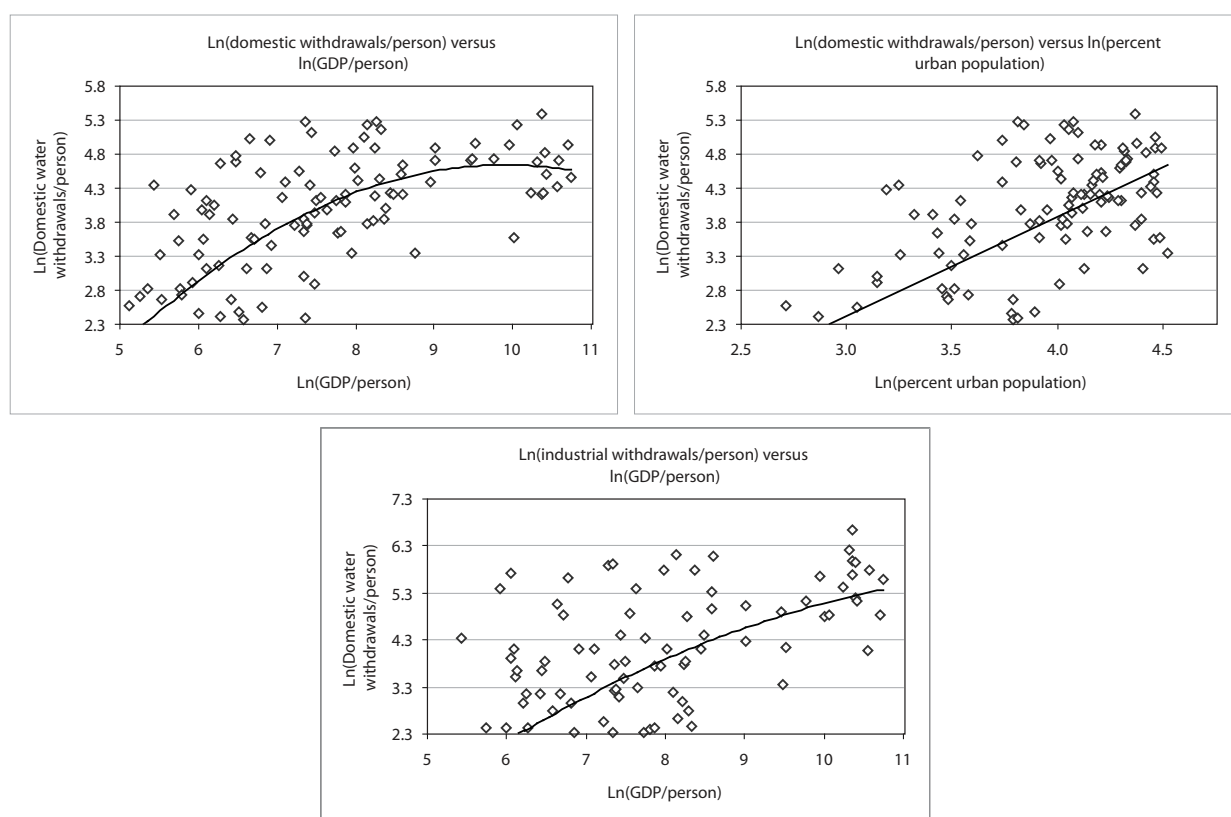 Ln(domestic withdrawals/person) versus
ln(GDP/person)
Ln(Domestic water
withdrawals/person)
5.8
5.3
4.8
4.3
3.8
3.3
2.8
2.3
5 6 7 8 9 10 11
Ln(GDP/person)
Ln(domestic withdrawals/person) versus ln(percent
urban population)
Ln(Domestic water
withdrawals/person)
5.8
5.3
4.8
4.3
3.8
3.3
2.8
2.3
2.5 3.0 3.5 4.0 4.5
Ln(percent urban population)
Ln(industrial withdrawals/person) versus
ln(GDP/person)
Ln(Domestic water
withdrawals/person)
7.3
6.3
5.3
4.3
3.3
2.3
5 6 7 8 9 10 11
Ln(GDP/person)